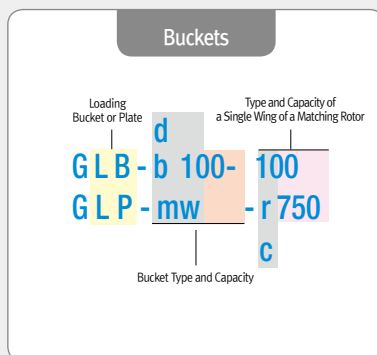 Buckets
Loading
Bucket or Plate
Type and Capacity of
a Single Wing of a Matching Rotor
d
GLB - b 100- 100
GLP - mw - r 750
c
Bucket Type and Capacity